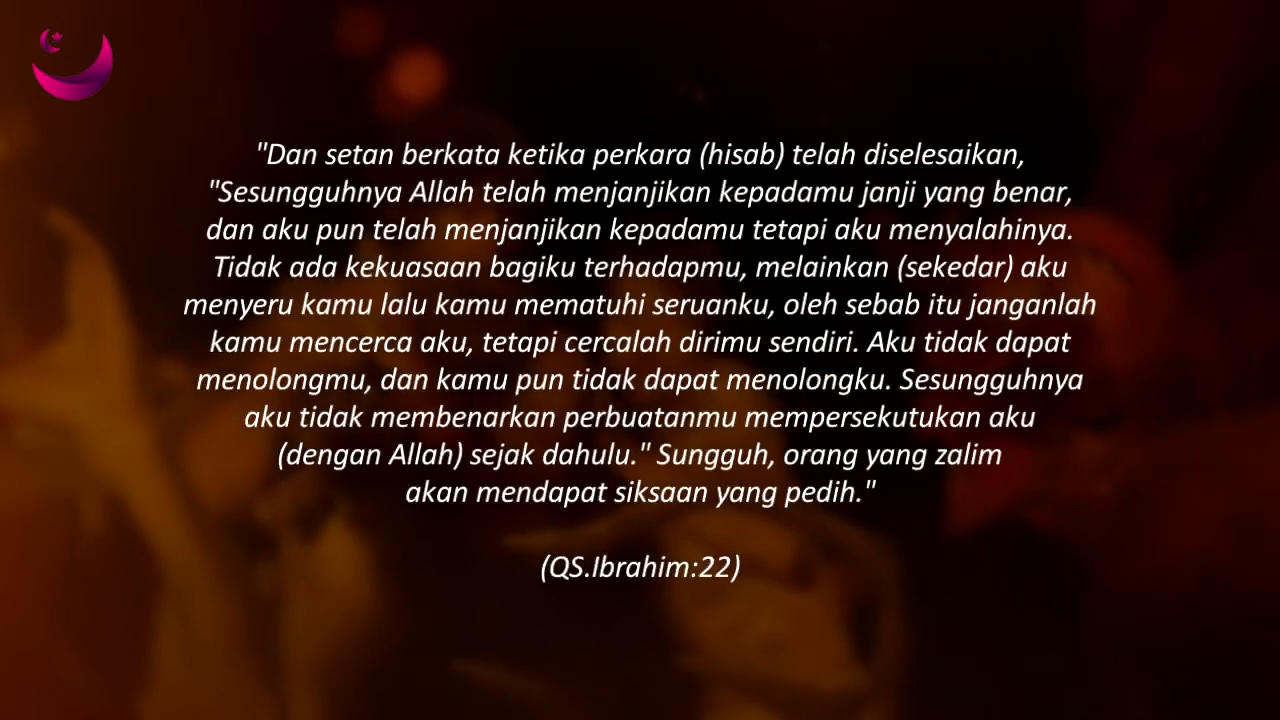 "Dan setan berkata ketika perkara (hisab) telah diselesaikan,
"Sesungguhnya Allah telah menjanjikan kepadamu janji yang benar,
dan aku pun telah menjanjikan kepadamu tetapi aku menyalahinya.
Tidak ada kekuasaan bagiku terhadapmu, melainkan (sekedar) aku
menyeru kamu lalu kamu mematuhi seruanku, oleh sebab itu janganlah
kamu mencerca aku, tetapi cercalah dirimu sendiri. Aku tidak dapat
menolongmu, dan kamu pun tidak dapat menolongku. Sesungguhnya
aku tidak membenarkan perbuatanmu mempersekutukan aku
(dengan Allah) sejak dahulu." Sungguh, orang yang zalim
akan mendapat siksaan yang pedih."
(QS.Ibrahim:22)